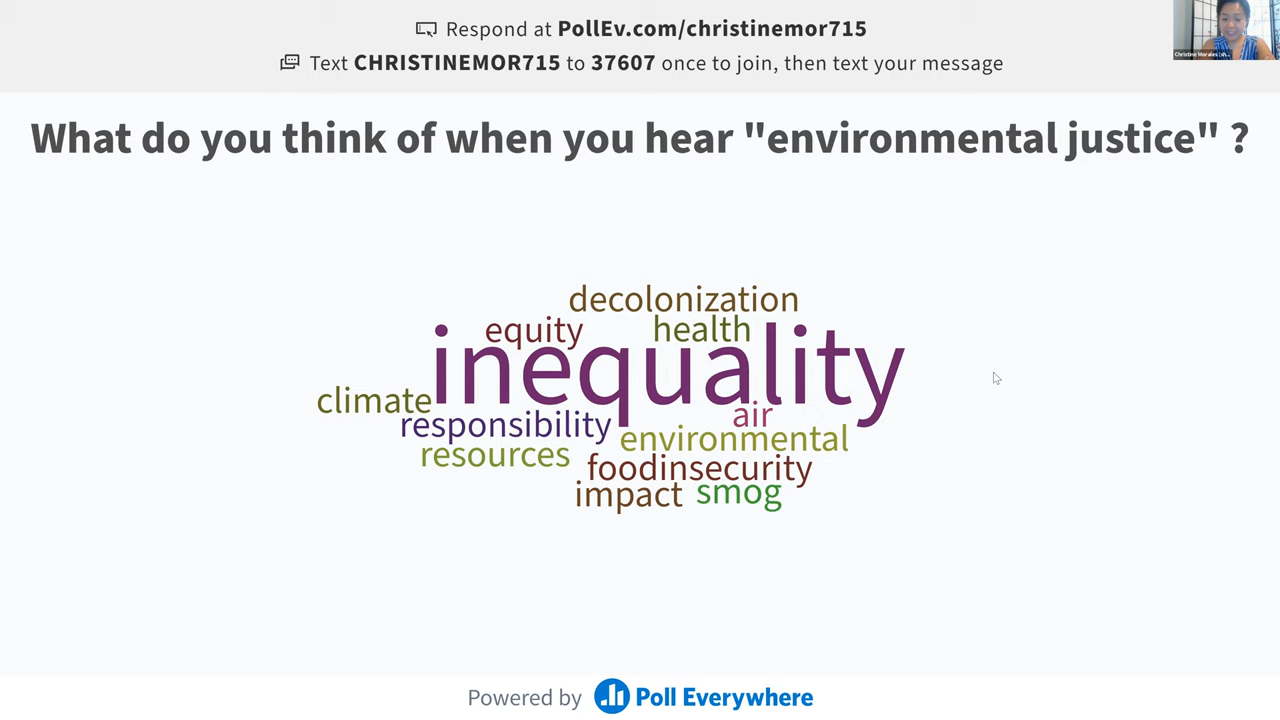 Respond at PollEv.com/christinemor715
Text CHRISTINEMOR715 to 37607 once to join, then text your message
What do you think of when you hear "environmental justice" ?
decolonization
equity health
inequality
climate
air
responsibility
environmental
resources
foodinsecurity
impact smog
Powered by Poll Everywhere
Christine Morales